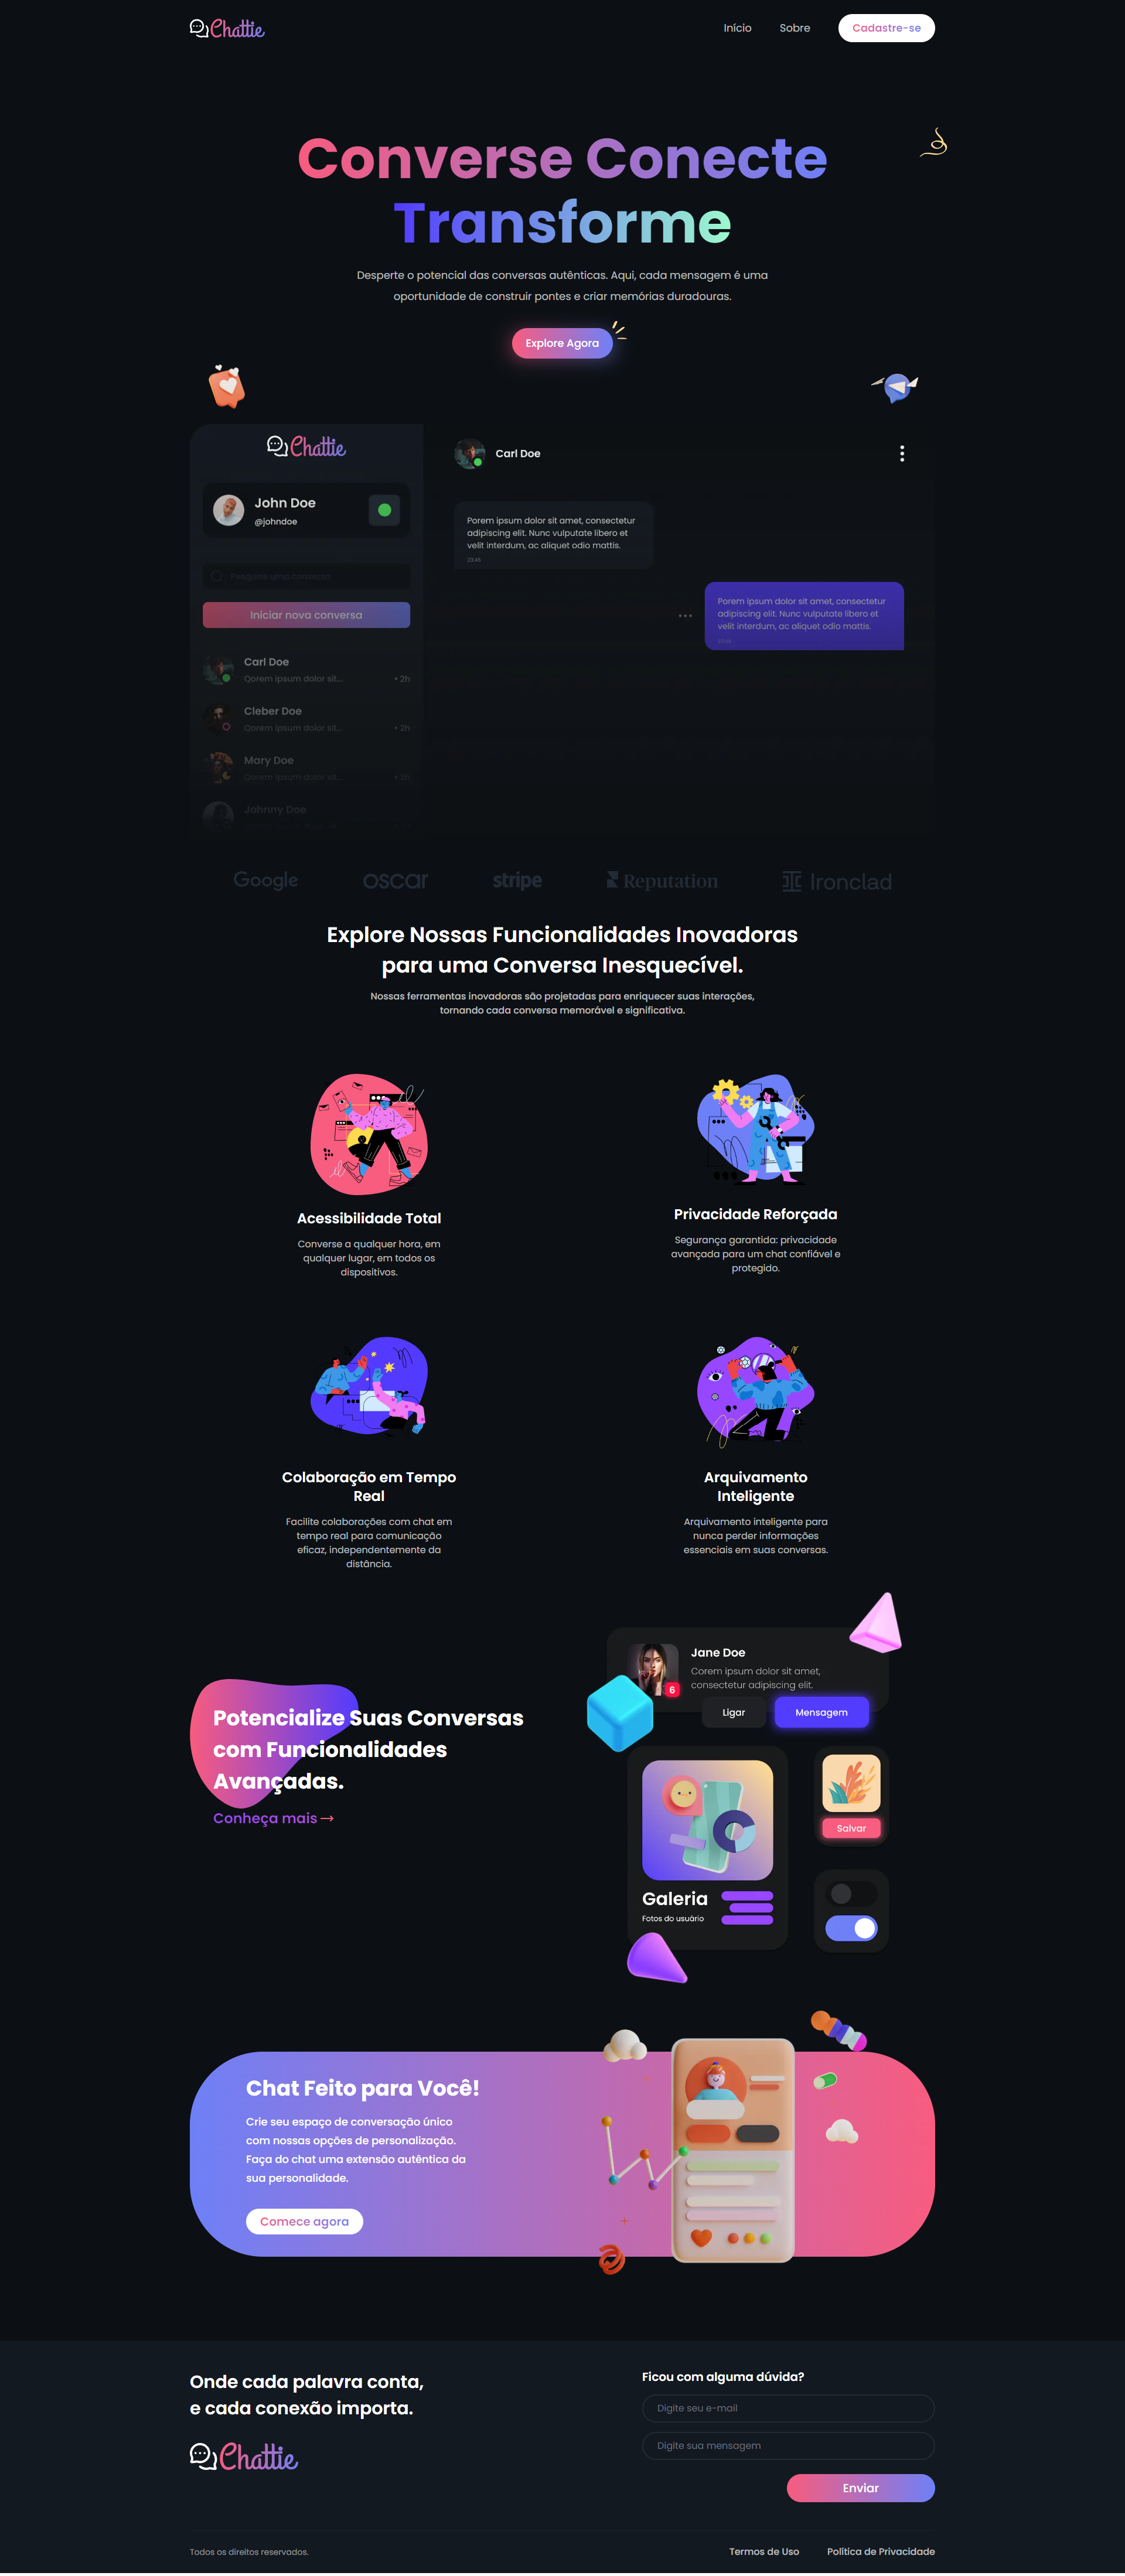 Chattie
Início
Sobre
Cadastre-se
Converse Conecte
Transforme
Desperte o potencial das conversas autênticas. Aqui, cada mensagem é uma
oportunidade de construir pontes e criar memórias duradouras.
Explore Agora
Chattie
John Doe
@johndoe
Pesquise uma conversa
Iniciar nova conversa
Carl Doe
Qorem ipsum dolor sit...
• 2h
Cleber Doe
Qorem ipsum dolor sit...
• 2h
Mary Doe
Qorem ipsum dolor sit...
• 2h
Johnny Doe
Carl Doe
Porem ipsum dolor sit amet, consectetur
adipiscing elit. Nunc vulputate libero et
velit interdum, ac aliquet odio mattis.
23:45
Porem ipsum dolor sit amet, consectetur
adipiscing elit. Nunc vulputate libero et
velit interdum, ac aliquet odio mattis.
Google
oscar
stripe
Reputation
Ironclad
Explore Nossas Funcionalidades Inovadoras
para uma Conversa Inesquecível.
Nossas ferramentas inovadoras são projetadas para enriquecer suas interações,
tornando cada conversa memorável e significativa.
Acessibilidade Total
Converse a qualquer hora, em
qualquer lugar, em todos os
dispositivos.
Privacidade Reforçada
Segurança garantida: privacidade
avançada para um chat confiável e
protegido.
Colaboração em Tempo
Real
Facilite colaborações com chat em
tempo real para comunicação
eficaz, independentemente da
distância.
Arquivamento
Inteligente
Arquivamento inteligente para
nunca perder informações
essenciais em suas conversas.
Potencialize Suas Conversas
com Funcionalidades
Avançadas.
Conheça mais →
Jane Doe
Corem ipsum dolor sit amet,
consectetur adipiscing elit.
6
Ligar
Mensagem
Galeria
Fotos do usuário
Salvar
Chat Feito para Você!
Crie seu espaço de conversação único
com nossas opções de personalização.
Faça do chat uma extensão autêntica da
sua personalidade.
Comece agora
Onde cada palavra conta,
e cada conexão importa.
Chattie
Ficou com alguma dúvida?
Digite seu e-mail
Digite sua mensagem
Enviar
Todos os direitos reservados.
Termos de Uso
Política de Privacidade